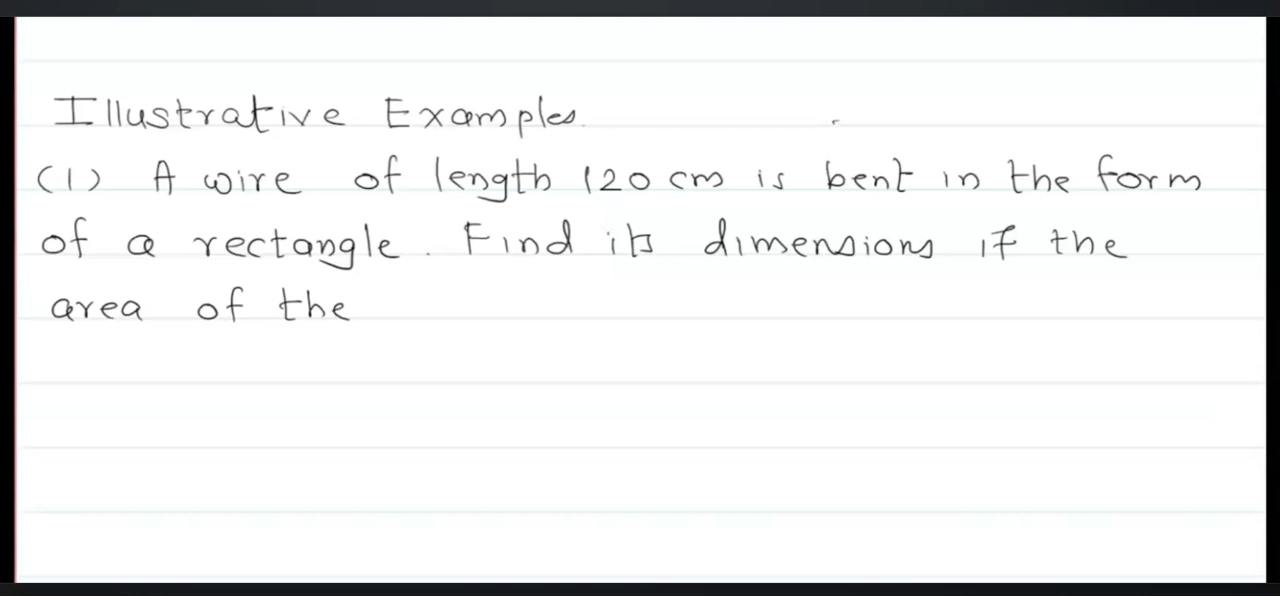 Illustrative Examples.
(1) A wire of length 120 cm is bent in the form
of a rectangle. Find its dimensions if the
area of the